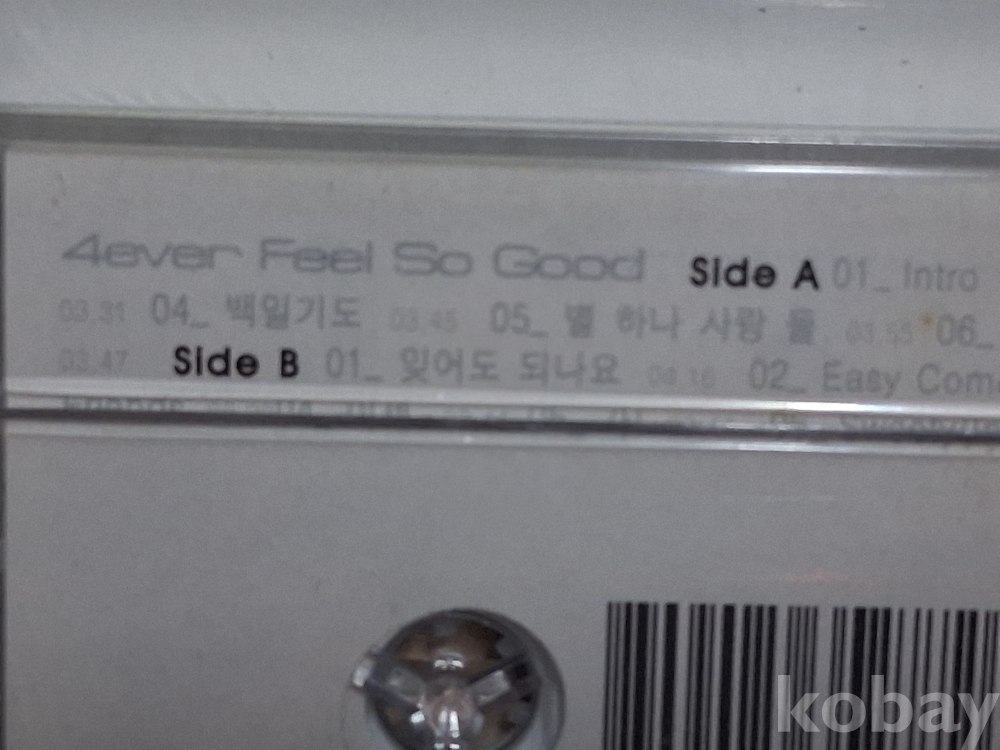 4ever Feel So Good Side A 01_ Intro
03.31 04_ 백일기도 03.45 05_ 별 하나 사랑 둘 03.55 *06_
03.47 Side B 01_ 잊어도 되나요 04.16 02_ Easy Com
kobay